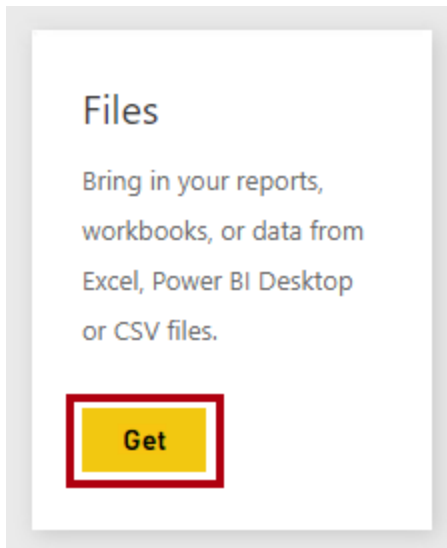 Files
Bring in your reports,
workbooks, or data from
Excel, Power BI Desktop
or CSV files.
Get